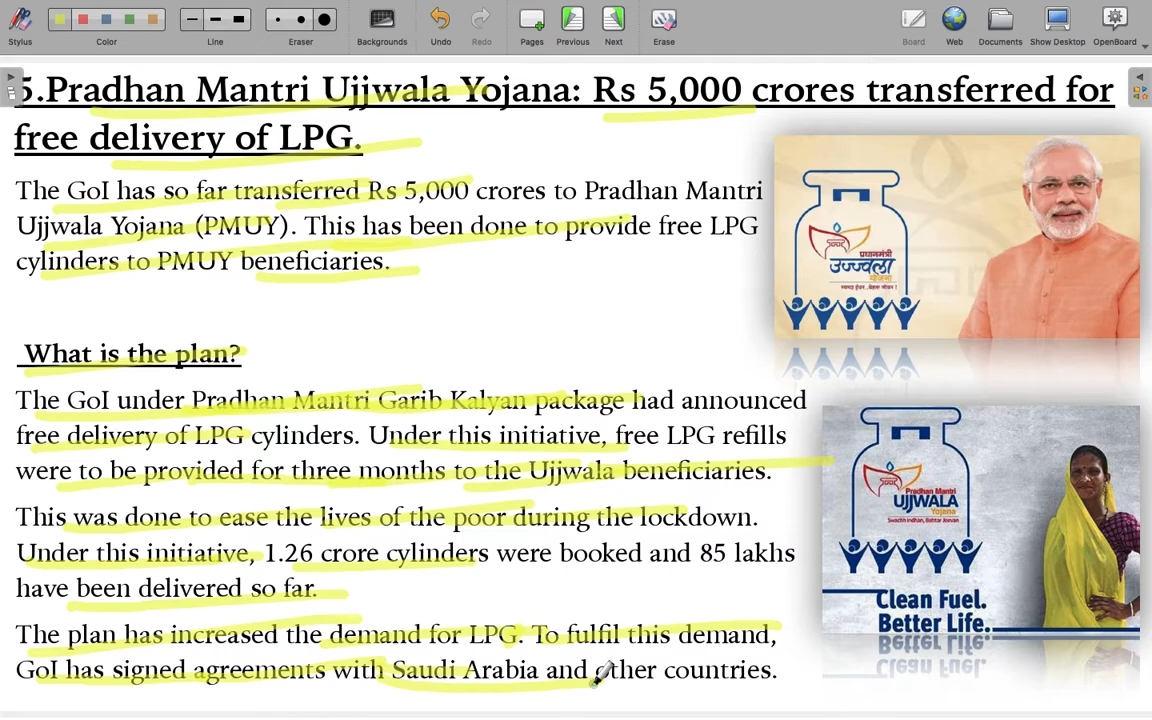 Stylus
Color
Line
Eraser
Backgrounds
Undo
Redo
Pages
Previous
Next
Erase
Board
Web
Documents
Show Desktop
OpenBoard
5.Pradhan Mantri Ujjwala Yojana: Rs 5,000 crores transferred for
free delivery of LPG.
The GoI has so far transferred Rs 5,000 crores to Pradhan Mantri
Ujjwala Yojana (PMUY). This has been done to provide free LPG
cylinders to PMUY beneficiaries.
प्रधानमंत्री
उज्ज्वला
योजना
स्वच्छ ईंधन, बेहतर जीवन !
What is the plan?
The GoI under Pradhan Mantri Garib Kalyan package had announced
free delivery of LPG cylinders. Under this initiative, free LPG refills
were to be provided for three months to the Ujjwala beneficiaries.
This was done to ease the lives of the poor during the lockdown.
Under this initiative, 1.26 crore cylinders were booked and 85 lakhs
have been delivered so far.
The plan has increased the demand for LPG. To fulfil this demand,
GoI has signed agreements with Saudi Arabia and other countries.
Pradhan Mantri
UJJWALA
Yojana
Swachh Indhan, Behtar Jeevan
Clean Fuel.
Better Life.